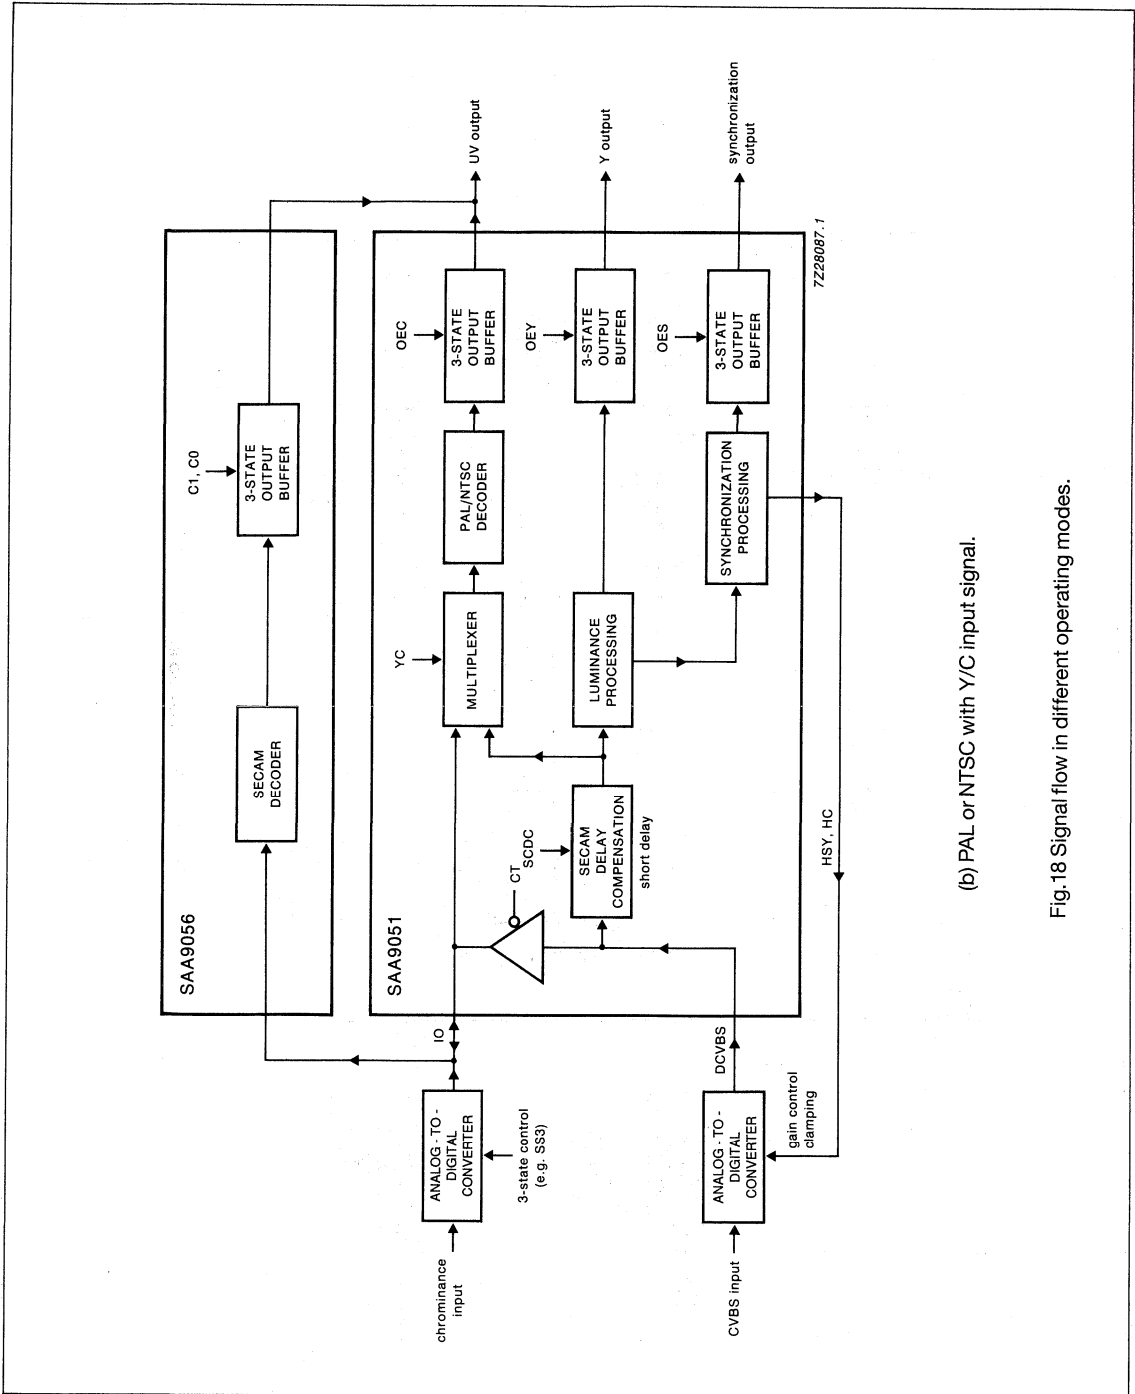 SAA9056
SECAM
DECODER
C1, C0
3-STATE
OUTPUT
BUFFER
SAA9051
chrominance
input
ANALOG - TO -
DIGITAL
CONVERTER
3-state control
(e.g. SS3)
IO
CT
SCDC
SECAM
DELAY
COMPENSATION
short delay
YC
MULTIPLEXER
PAL/NTSC
DECODER
OEC
3-STATE
OUTPUT
BUFFER
UV output
LUMINANCE
PROCESSING
OEY
3-STATE
OUTPUT
BUFFER
Y output
CVBS input
ANALOG - TO -
DIGITAL
CONVERTER
gain control
clamping
DCVBS
SYNCHRONIZATION
PROCESSING
OES
3-STATE
OUTPUT
BUFFER
synchronization
output
HSY, HC
7Z28087.1
(b) PAL or NTSC with Y/C input signal.
Fig.18 Signal flow in different operating modes.